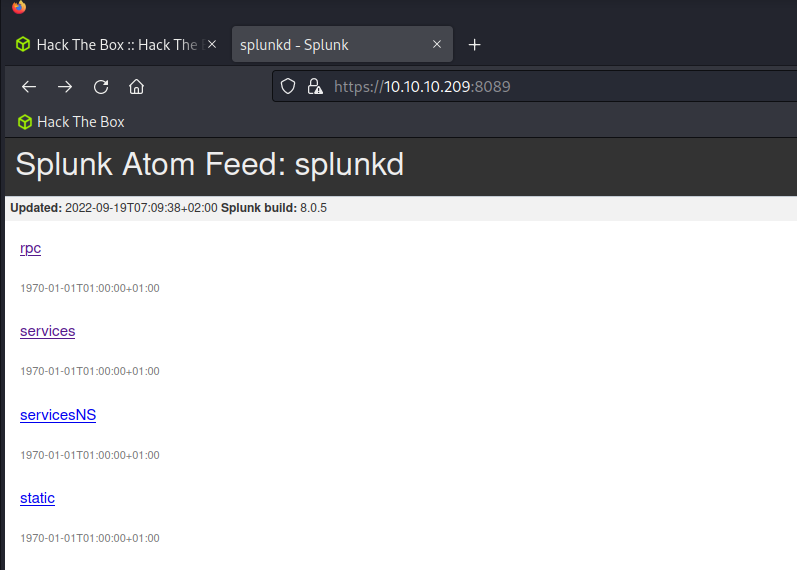 Hack The Box :: Hack The
splunkd - Splunk
https://10.10.10.209:8089
Hack The Box
Splunk Atom Feed: splunkd
Updated: 2022-09-19T07:09:38+02:00 Splunk build: 8.0.5
rpc
1970-01-01T01:00:00+01:00
services
1970-01-01T01:00:00+01:00
servicesNS
1970-01-01T01:00:00+01:00
static
1970-01-01T01:00:00+01:00